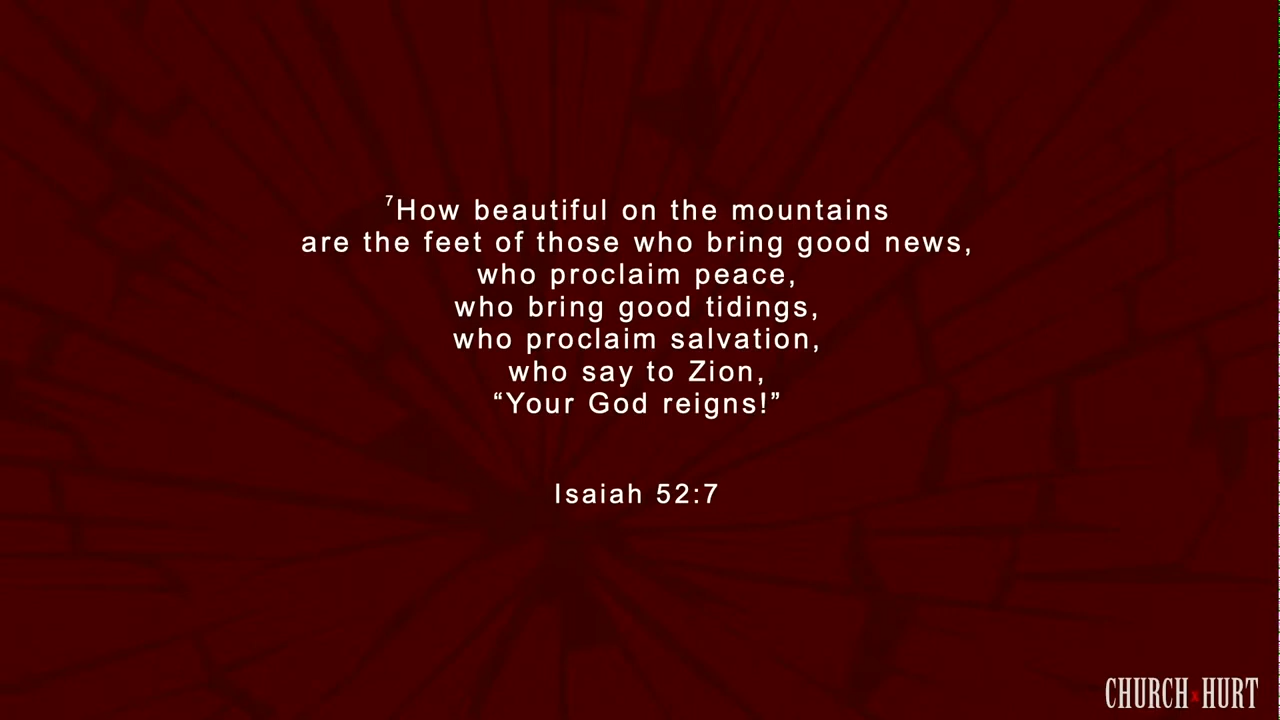 ⁷How beautiful on the mountains
are the feet of those who bring good news,
who proclaim peace,
who bring good tidings,
who proclaim salvation,
who say to Zion,
“Your God reigns!”
Isaiah 52:7
CHURCH x HURT